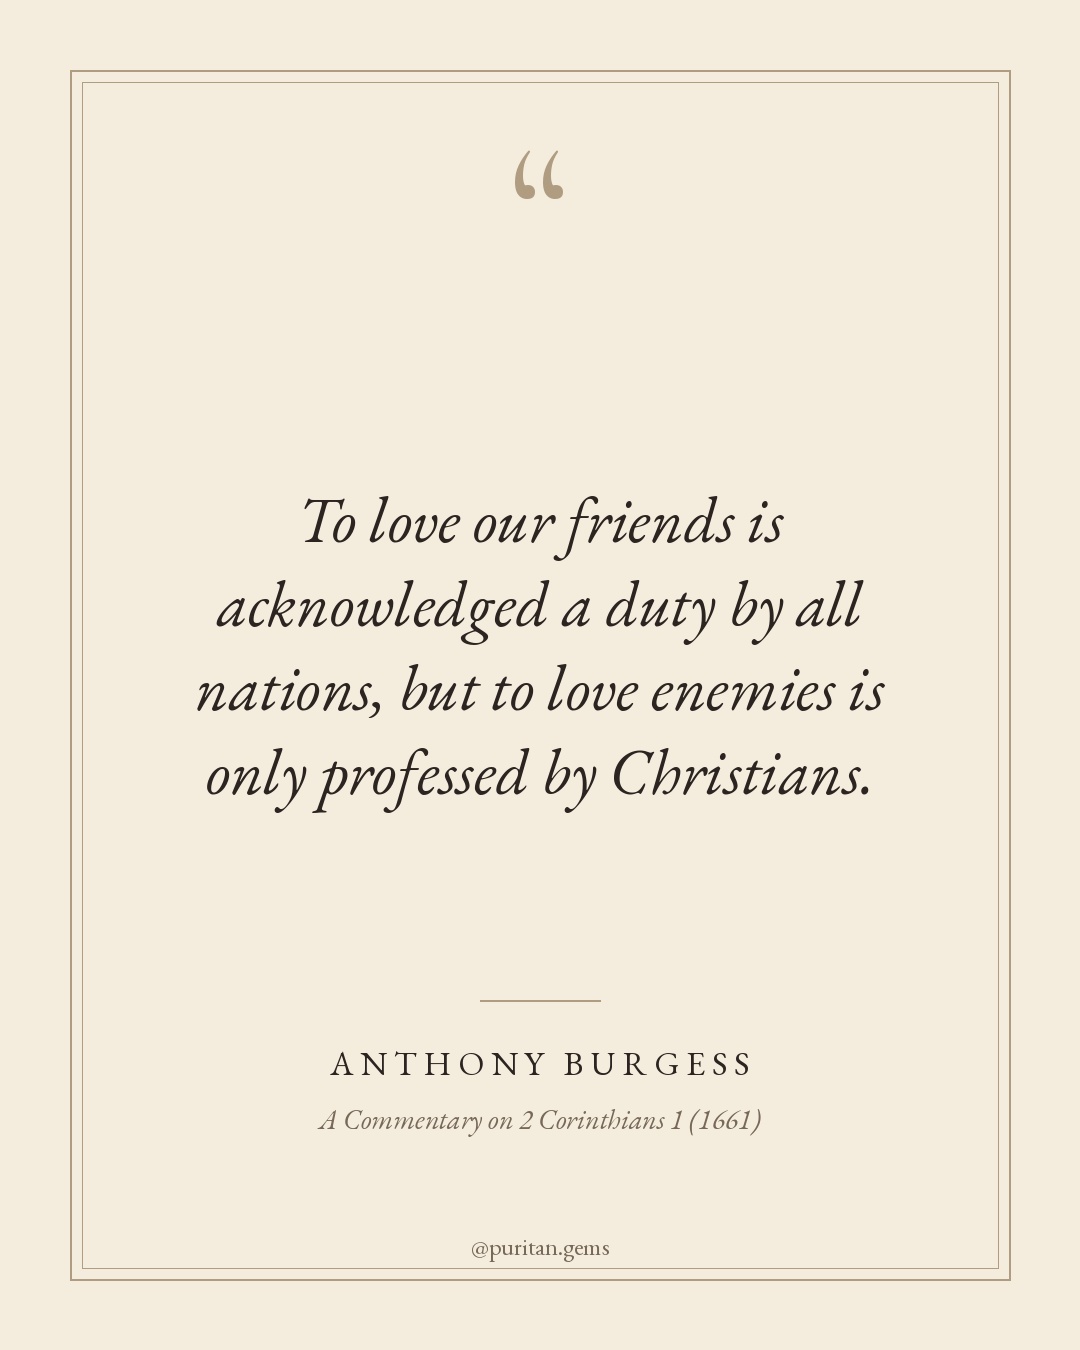 “
To love our friends is
acknowledged a duty by all
nations, but to love enemies is
only professed by Christians.
ANTHONY BURGESS
A Commentary on 2 Corinthians 1 (1661)
@puritan.gems